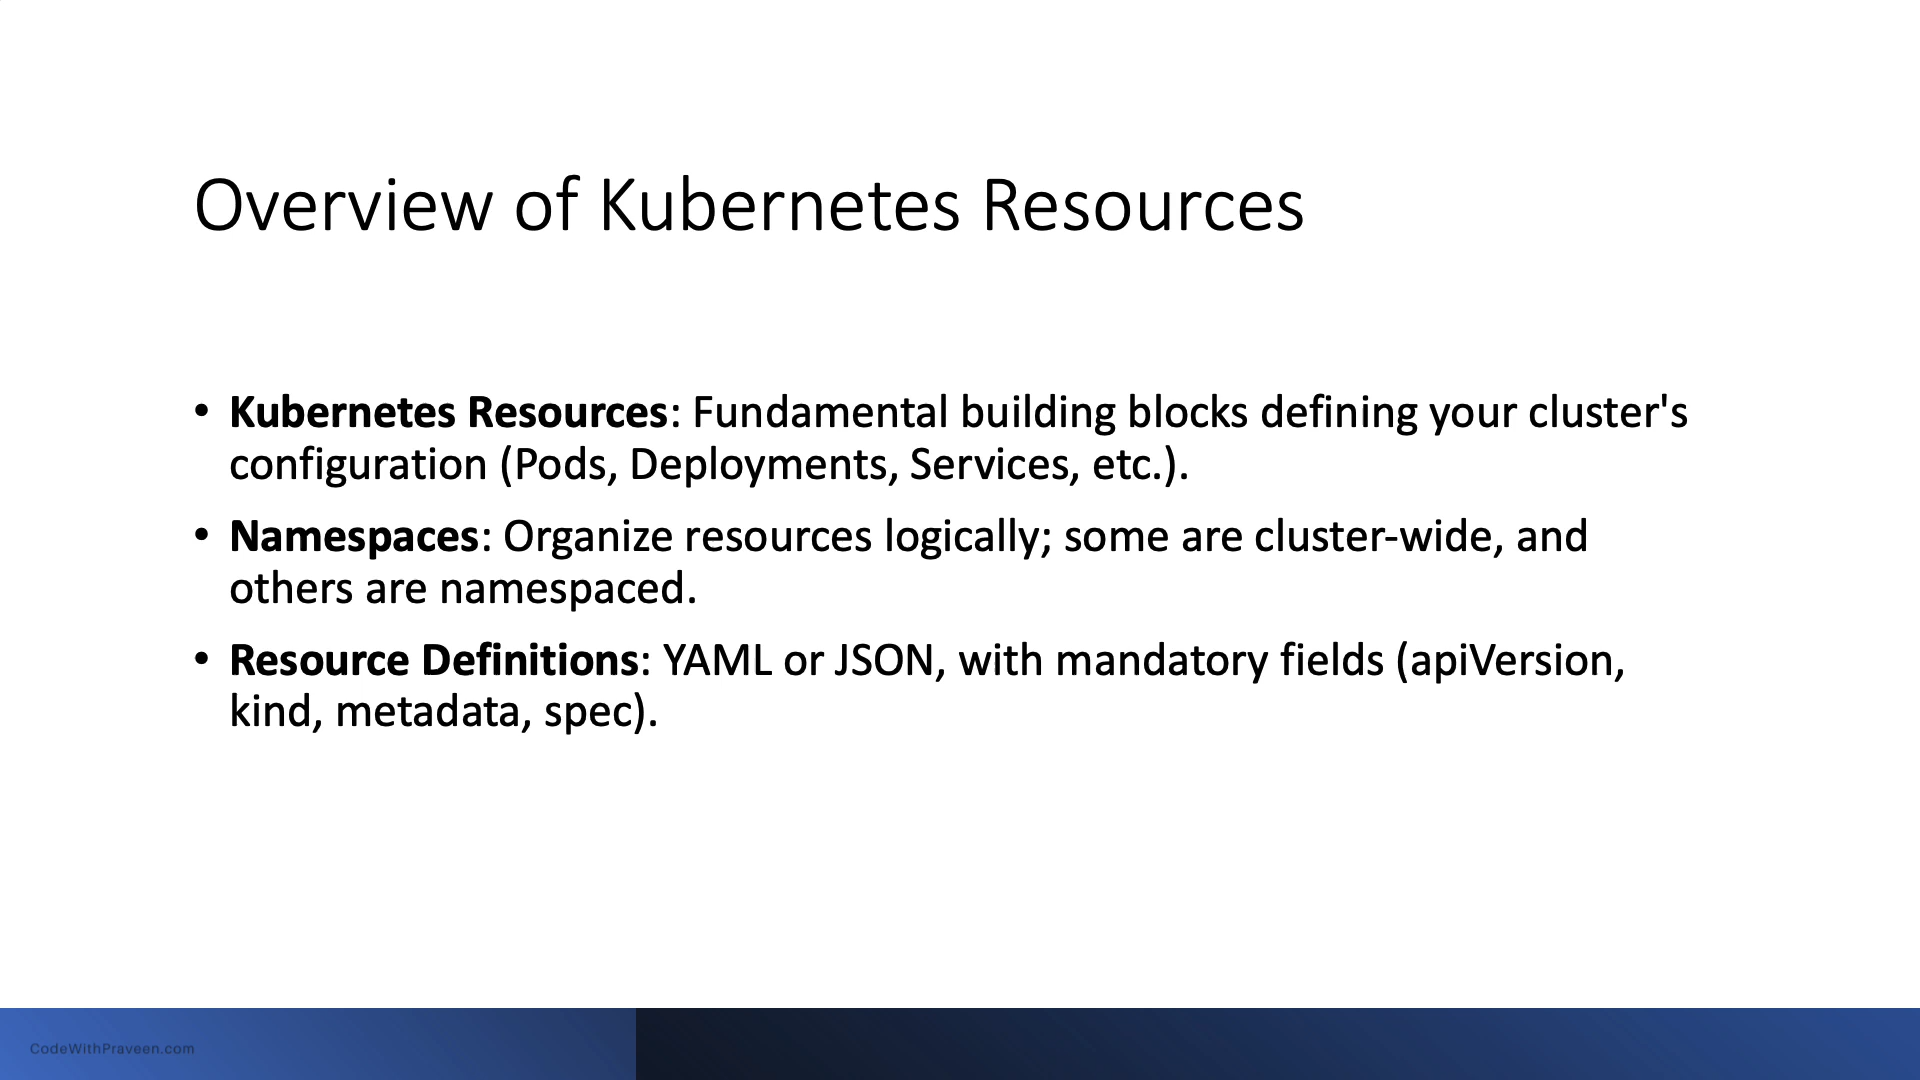 Overview of Kubernetes Resources
• Kubernetes Resources: Fundamental building blocks defining your cluster's
configuration (Pods, Deployments, Services, etc.).
• Namespaces: Organize resources logically; some are cluster-wide, and
others are namespaced.
• Resource Definitions: YAML or JSON, with mandatory fields (apiVersion,
kind, metadata, spec).
CodeWithPraveen.com